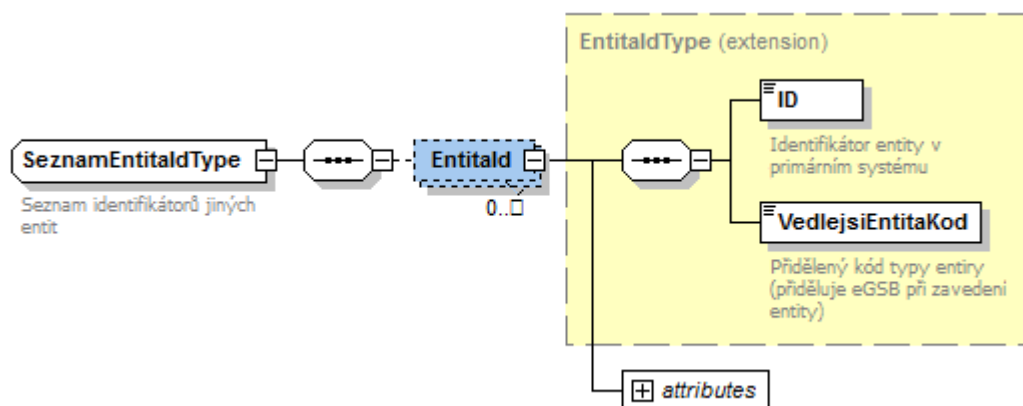 EntitaIdType (extension)
ID
Identifikátor entity v
primárním systému
SeznamEntitaIdType
EntitaId
Seznam identifikátorů jiných
entit
0..□
VedlejsiEntitaKod
Přidělený kód typy entiry
(přiděluje eGSB při zavedení
entity)
attributes